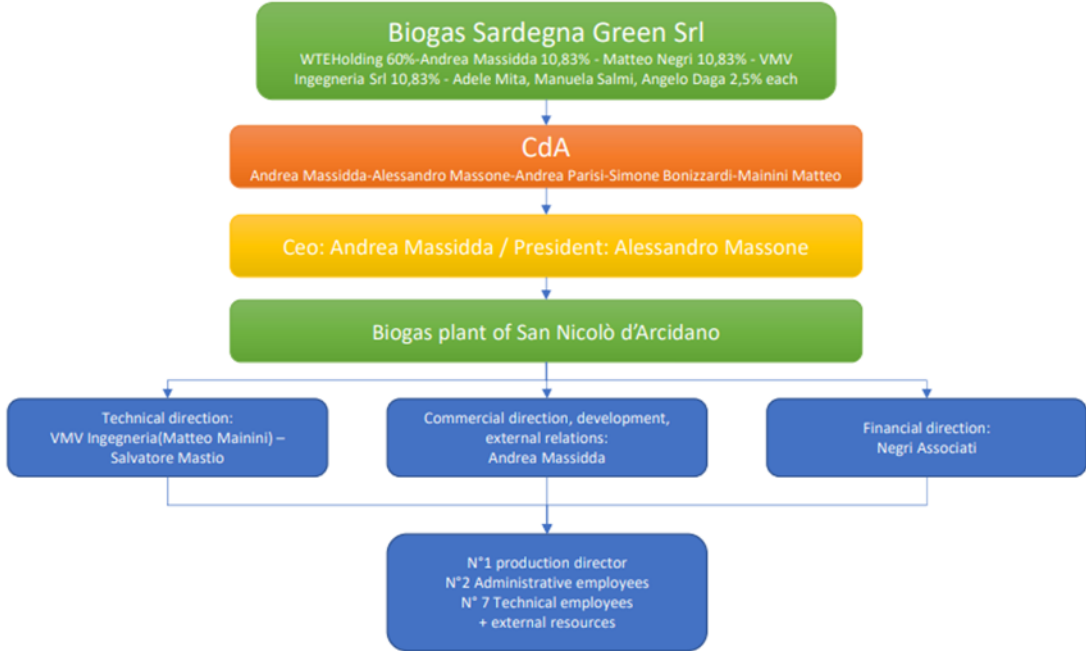 Biogas Sardegna Green Srl
WTEHolding 60%-Andrea Massidda 10,83% - Matteo Negri 10,83% - VMV
Ingegneria Srl 10,83% - Adele Mita, Manuela Salmi, Angelo Daga 2,5% each
CdA
Andrea Massidda-Alessandro Massone-Andrea Parisi-Simone Bonizzardi-Mainini Matteo
Ceo: Andrea Massidda / President: Alessandro Massone
Biogas plant of San Nicolò d’Arcidano
Technical direction:
VMV Ingegneria(Matteo Mainini) –
Salvatore Mastio
Commercial direction, development,
external relations:
Andrea Massidda
Financial direction:
Negri Associati
N°1 production director
N°2 Administrative employees
N° 7 Technical employees
+ external resources